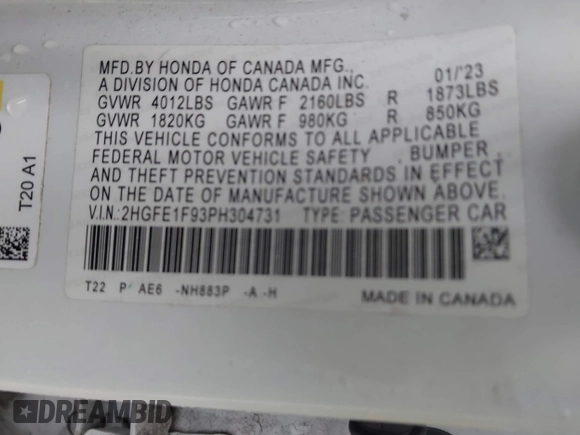 MFD.BY HONDA OF CANADA MFG.,
A DIVISION OF HONDA CANADA INC. 01/'23
GVWR 4012LBS GAWR F 2160LBS R 1873LBS
GVWR 1820KG GAWR F 980KG R 850KG
THIS VEHICLE CONFORMS TO ALL APPLICABLE
FEDERAL MOTOR VEHICLE SAFETY , BUMPER ,
AND THEFT PREVENTION STANDARDS IN EFFECT
ON THE DATE OF MANUFACTURE SHOWN ABOVE.
V.I.N.:2HGFE1F93PH304731 TYPE: PASSENGER CAR
T22 P AE6 -NH883P -A -H
MADE IN CANADA
T20 A1
DREAMBID